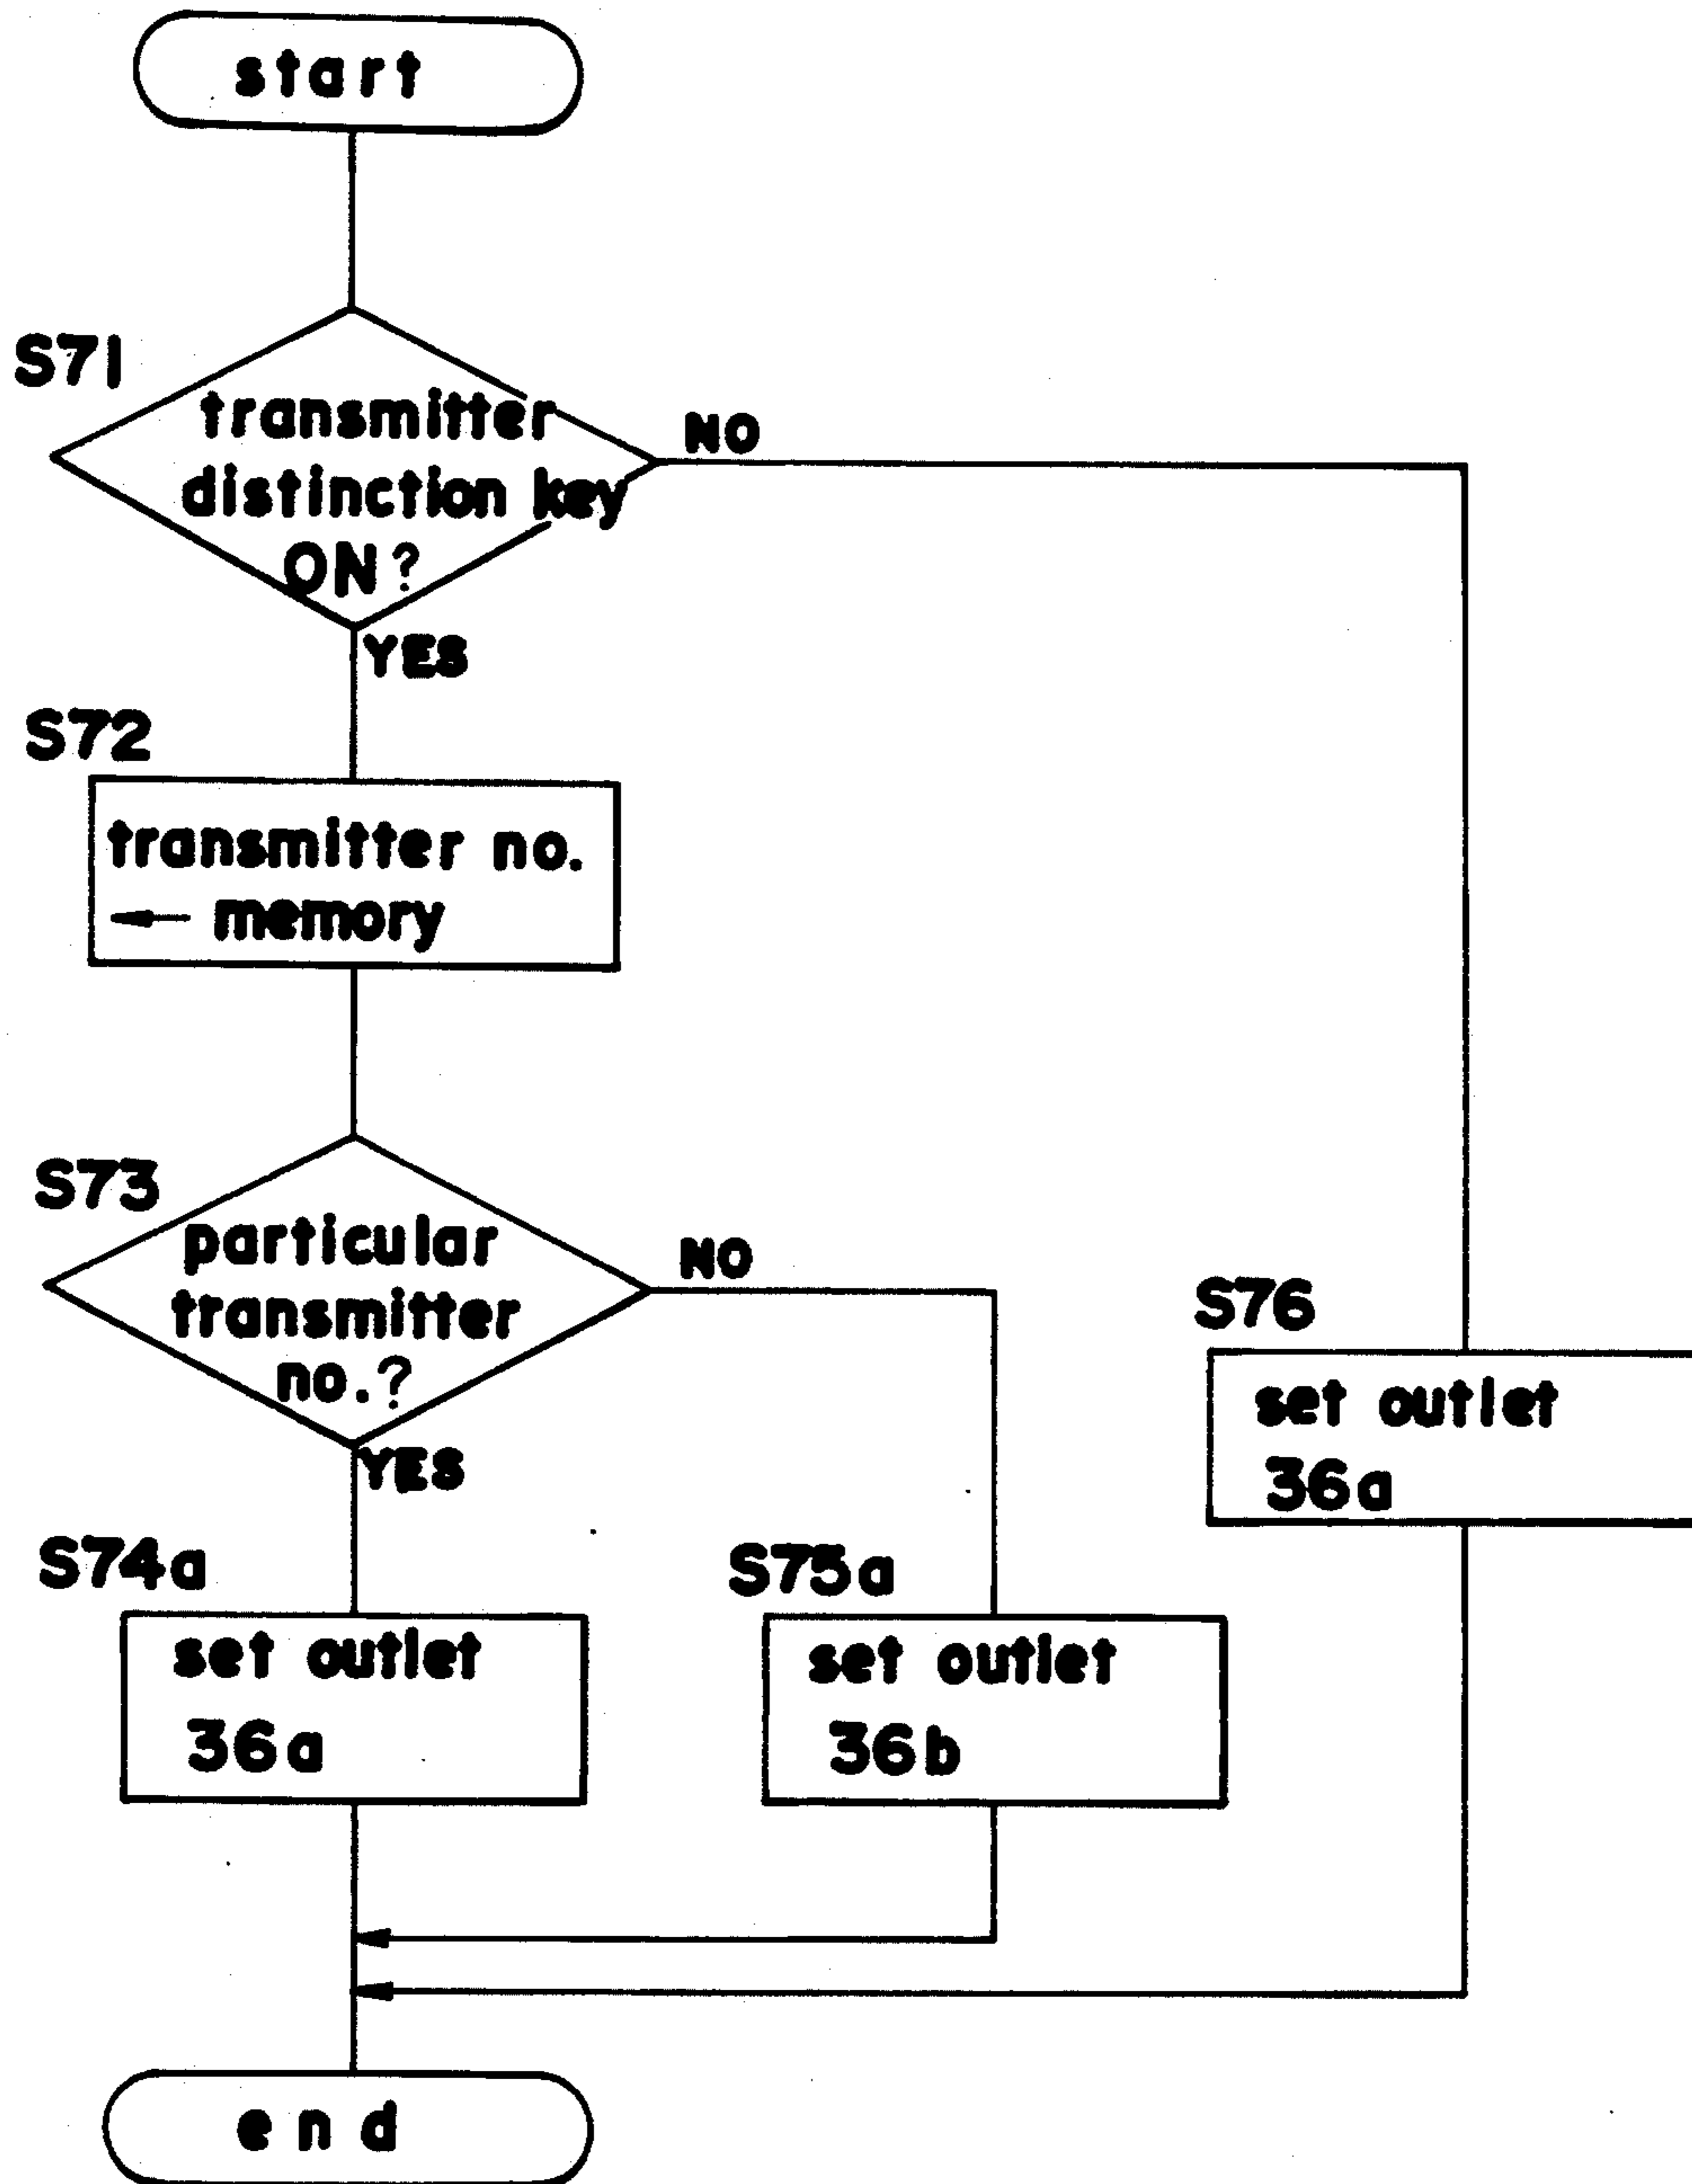 start
S71
transmitter
distinction key
ON?
NO
YES
S72
transmitter no.
← memory
S73
particular
transmitter
no.?
NO
YES
S76
set outlet
36a
S74a
set outlet
36a
S75a
set outlet
36b
end